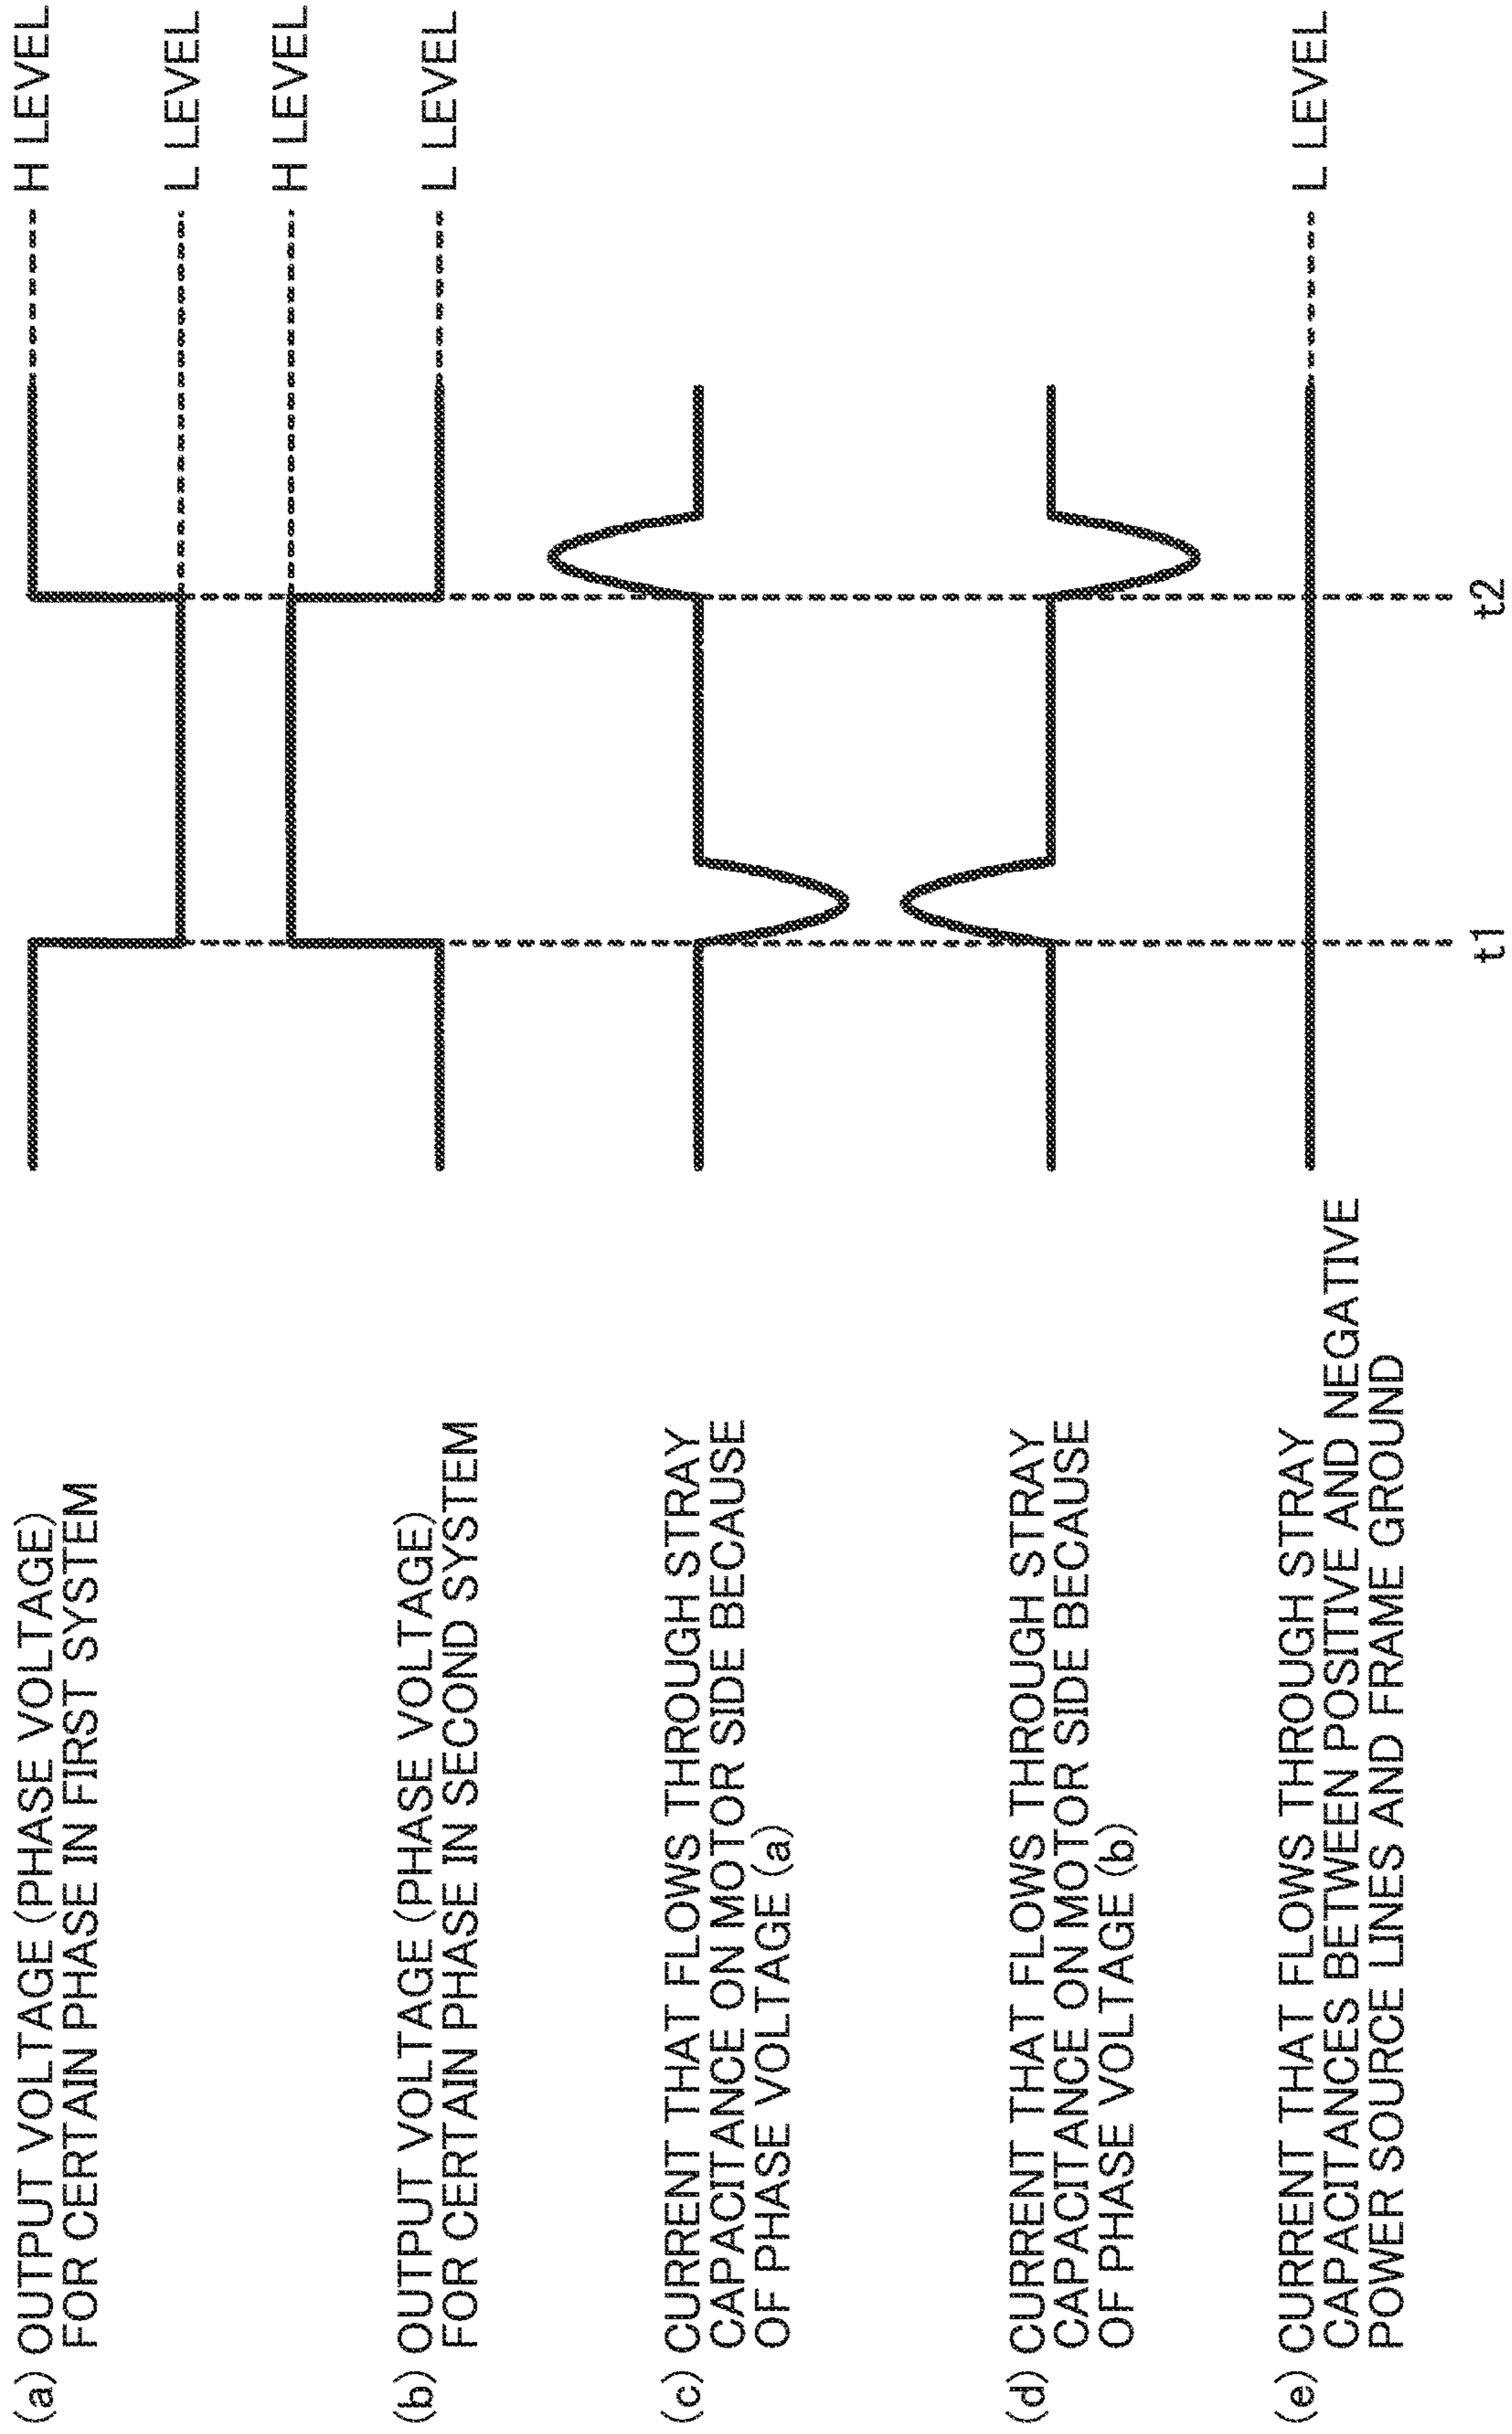 (a) OUTPUT VOLTAGE (PHASE VOLTAGE)
FOR CERTAIN PHASE IN FIRST SYSTEM
H LEVEL
L LEVEL
(b) OUTPUT VOLTAGE (PHASE VOLTAGE)
FOR CERTAIN PHASE IN SECOND SYSTEM
H LEVEL
L LEVEL
(c) CURRENT THAT FLOWS THROUGH STRAY
CAPACITANCE ON MOTOR SIDE BECAUSE
OF PHASE VOLTAGE (a)
(d) CURRENT THAT FLOWS THROUGH STRAY
CAPACITANCE ON MOTOR SIDE BECAUSE
OF PHASE VOLTAGE (b)
(e) CURRENT THAT FLOWS THROUGH STRAY
CAPACITANCES BETWEEN POSITIVE AND NEGATIVE
POWER SOURCE LINES AND FRAME GROUND
L LEVEL
t1
t2